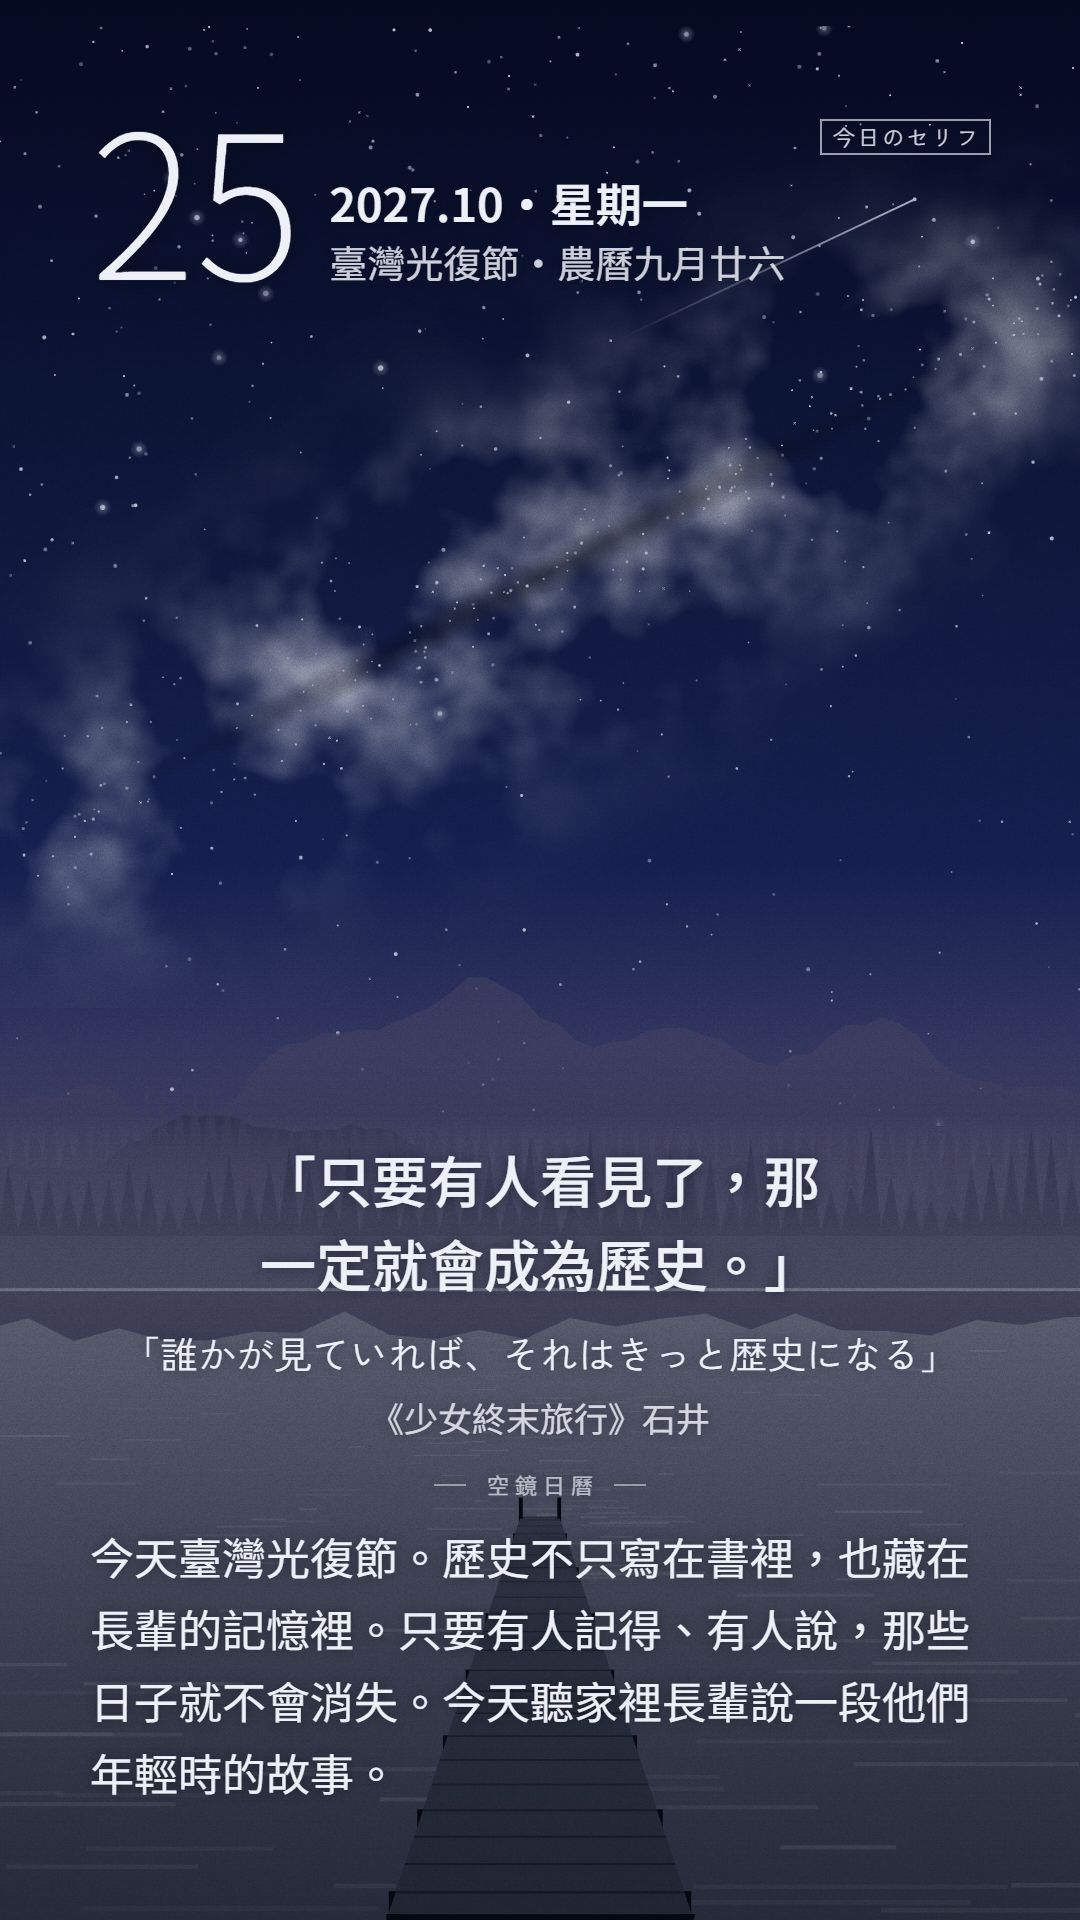 今日のセリフ
25
2027.10・星期一
臺灣光復節・農曆九月廿六
「只要有人看見了，那
一定就會成為歷史。」
「誰かが見ていれば、それはきっと歴史になる」
《少女終末旅行》石井
空鏡日曆
今天臺灣光復節。歷史不只寫在書裡，也藏在
長輩的記憶裡。只要有人記得、有人說，那些
日子就不會消失。今天聽家裡長輩說一段他們
年輕時的故事。